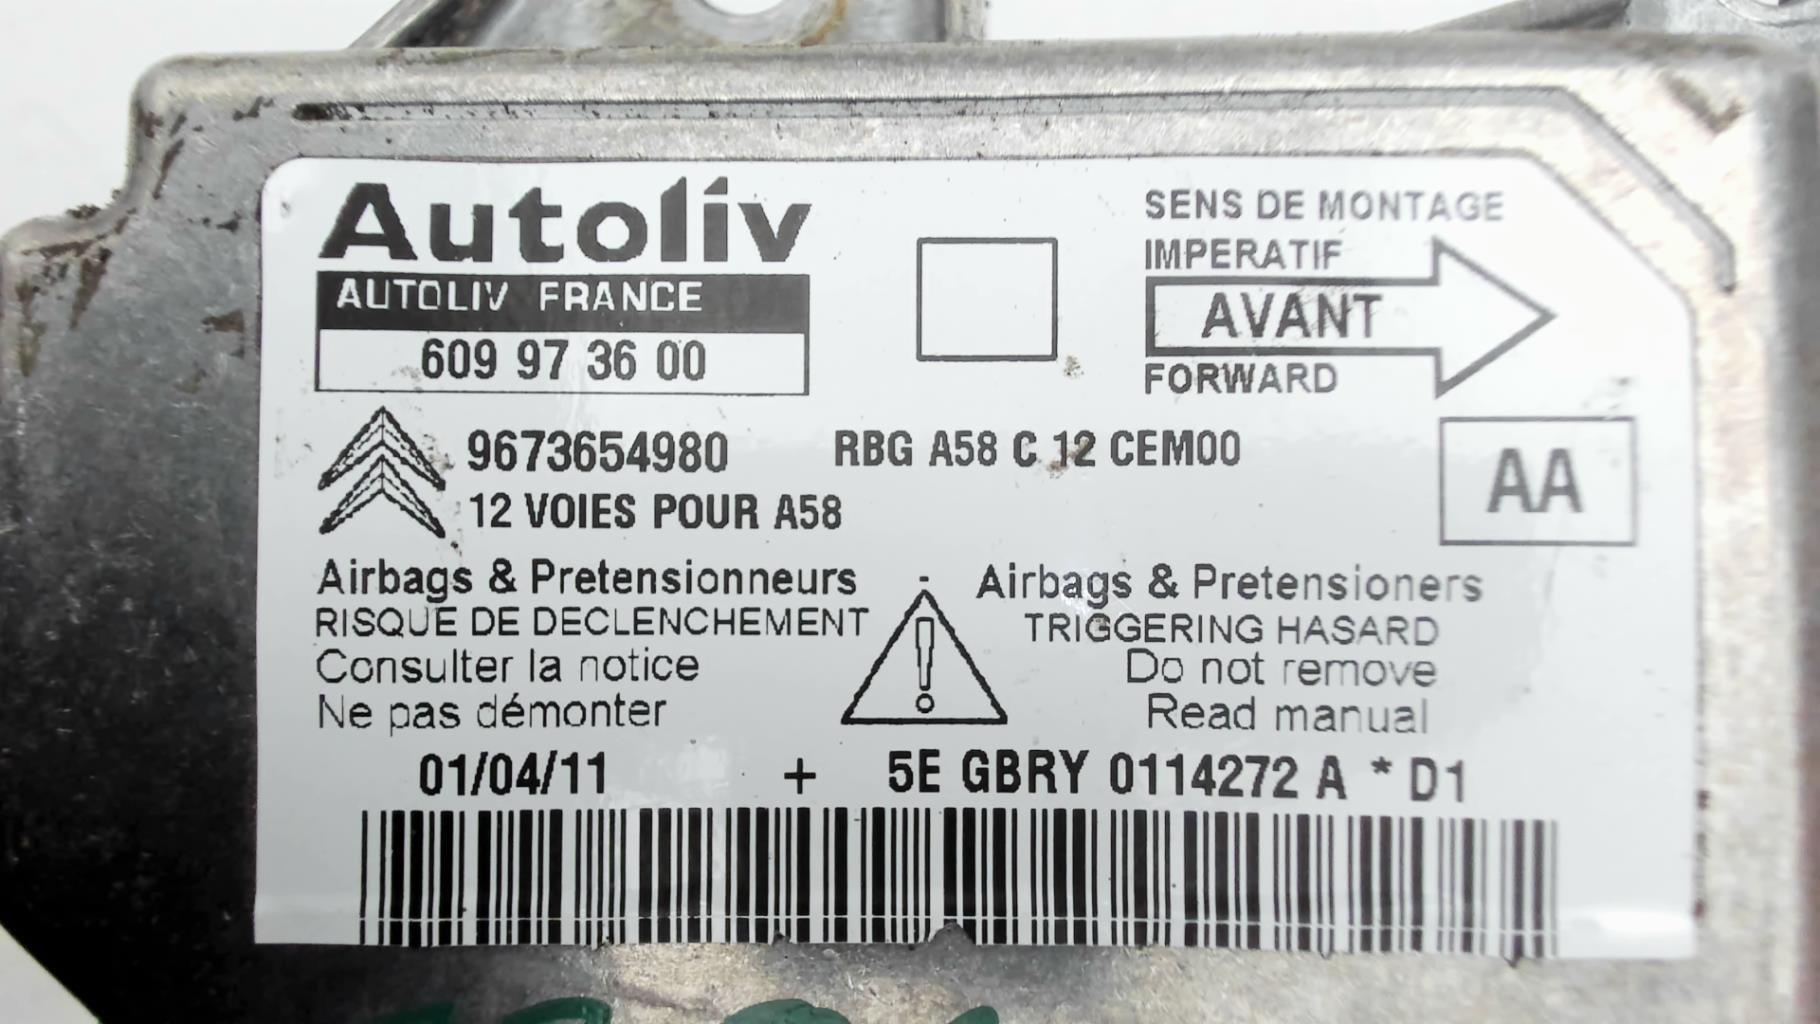 Autoliv
AUTOLIV FRANCE
609 97 36 00
SENS DE MONTAGE
IMPERATIF
AVANT
FORWARD
9673654980 RBG A58 C 12 CEM00
12 VOIES POUR A58
AA
Airbags & Pretensionneurs - Airbags & Pretensioners
RISQUE DE DECLENCHEMENT TRIGGERING HASARD
Consulter la notice Do not remove
Ne pas démonter Read manual
01/04/11 + 5E GBRY 0114272 A * D1